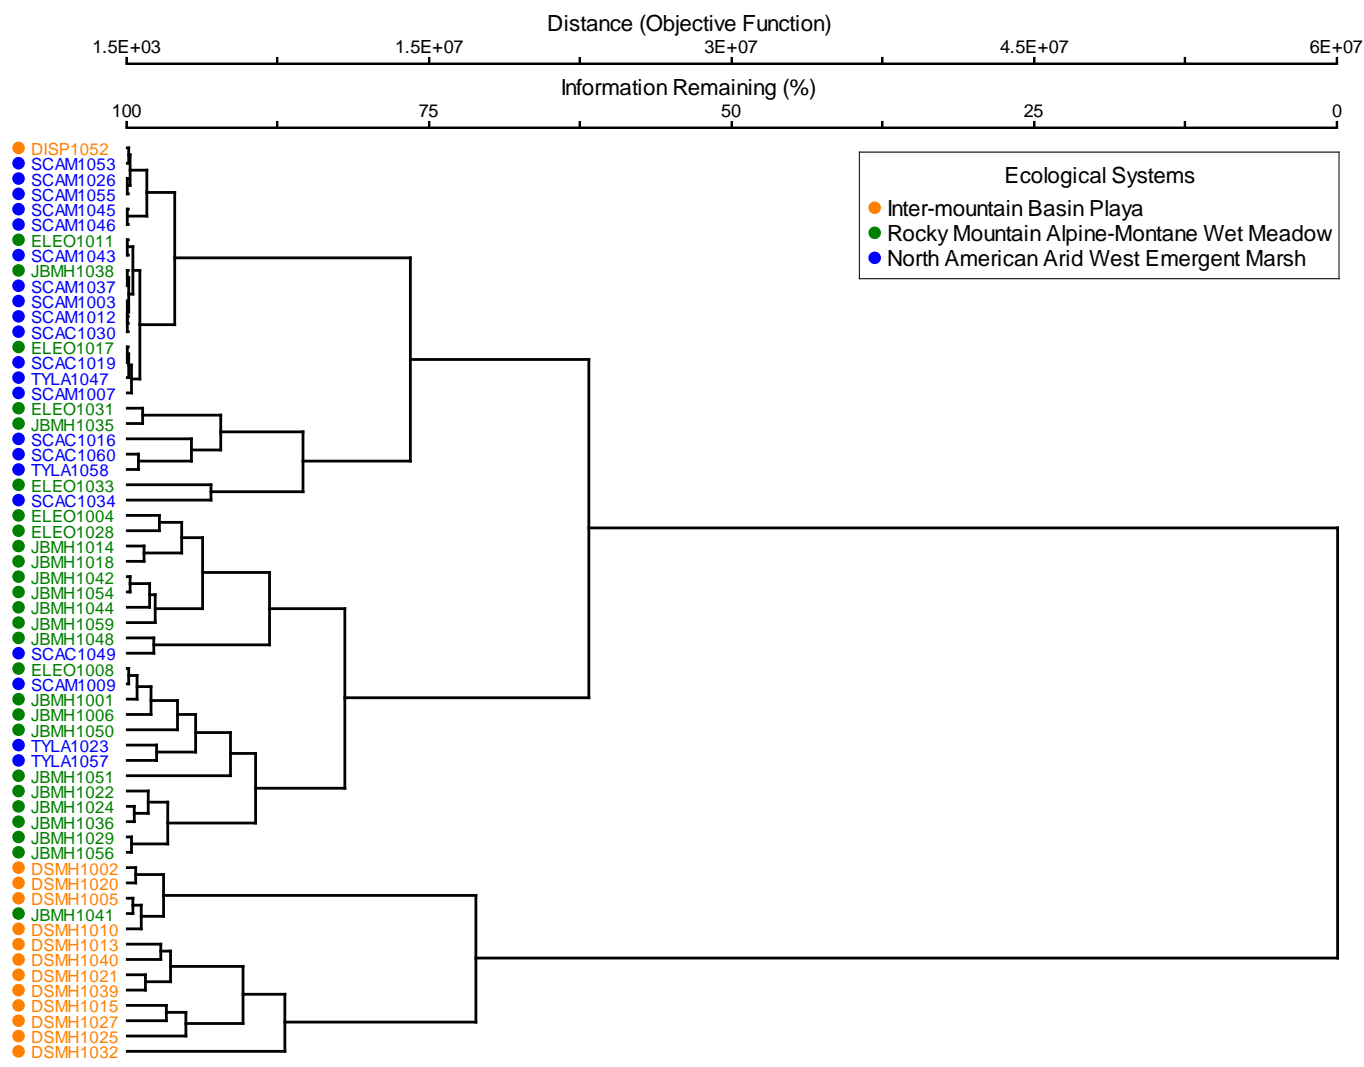 Distance (Objective Function)
1.5E+03 1.5E+07 3E+07 4.5E+07 6E+07
Information Remaining (%)
100 75 50 25 0
Ecological Systems
Inter-mountain Basin Playa
Rocky Mountain Alpine-Montane Wet Meadow
North American Arid West Emergent Marsh
DISP1052
SCAM1053
SCAM1026
SCAM1055
SCAM1045
SCAM1046
ELEO1011
SCAM1043
JBMH1038
SCAM1037
SCAM1003
SCAM1012
SCAC1030
ELEO1017
SCAC1019
TYLA1047
SCAM1007
ELEO1031
JBMH1035
SCAC1016
SCAC1060
TYLA1058
ELEO1033
SCAC1034
ELEO1004
ELEO1028
JBMH1014
JBMH1018
JBMH1042
JBMH1054
JBMH1044
JBMH1059
JBMH1048
SCAC1049
ELEO1008
SCAM1009
JBMH1001
JBMH1006
JBMH1050
TYLA1023
TYLA1057
JBMH1051
JBMH1022
JBMH1024
JBMH1036
JBMH1029
JBMH1056
DSMH1002
DSMH1020
DSMH1005
JBMH1041
DSMH1010
DSMH1013
DSMH1040
DSMH1021
DSMH1039
DSMH1015
DSMH1027
DSMH1025
DSMH1032